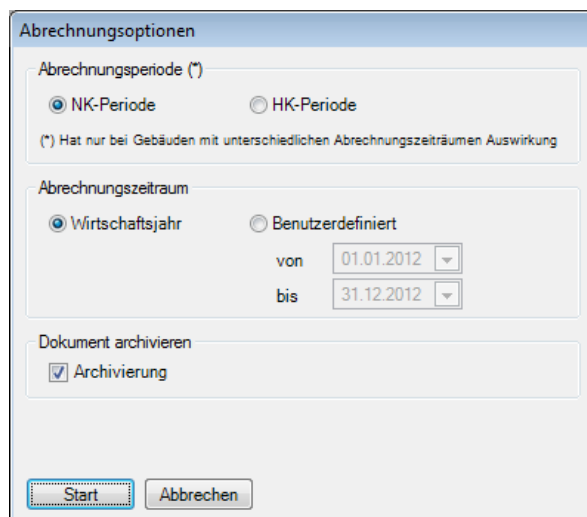 Abrechnungsoptionen
Abrechnungsperiode (*)
NK-Periode HK-Periode
(*) Hat nur bei Gebäuden mit unterschiedlichen Abrechnungszeiträumen Auswirkung
Abrechnungszeitraum
Wirtschaftsjahr Benutzerdefiniert
von 01.01.2012
bis 31.12.2012
Dokument archivieren
Archivierung
Start Abbrechen